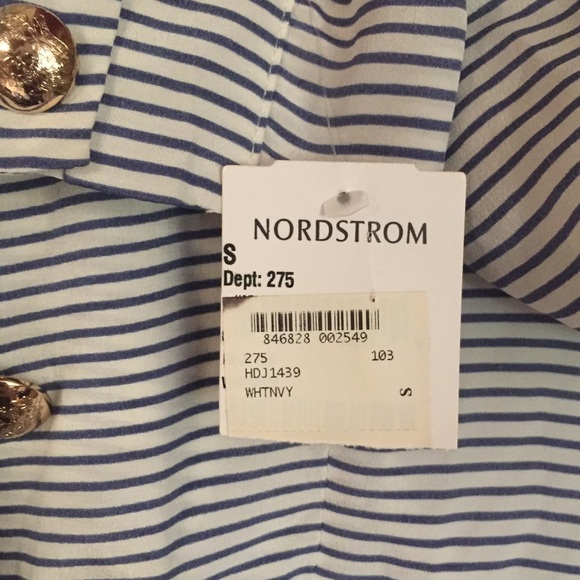 NORDSTROM
S
Dept: 275
846828 002549
275 103
HDJ1439
WHTNVY S